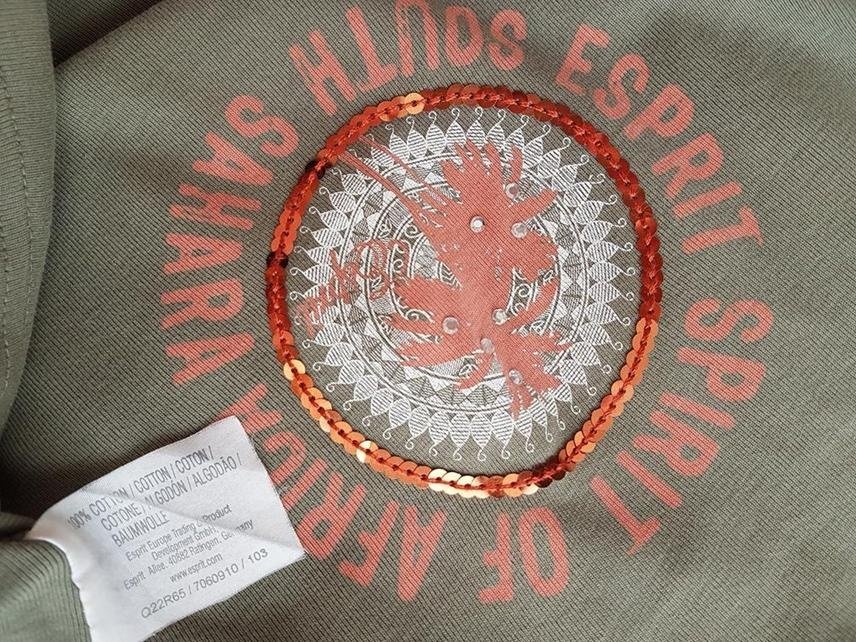 SAHARA SOUTH ESPRIT SPIRIT OF AFRICA
100% COTTON / COTTON / COTON /
COTONE / ALGODÓN / ALGODÃO /
BAUMWOLLE
Esprit Europe Trading & Product
Development GmbH
Esprit Allee, 40882 Ratingen, Germany
www.esprit.com
Q22R65 / 7060910 / 103